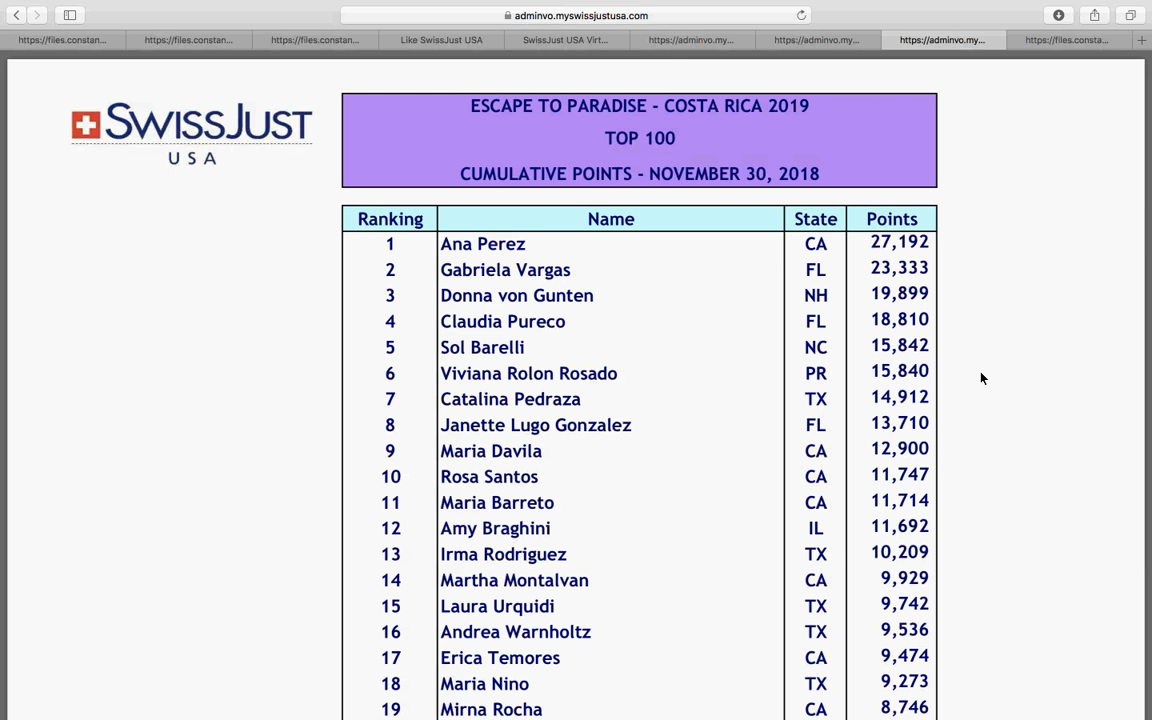 adminvo.myswissjustusa.com
https://files.constan... https://files.constan... https://files.constan... Like SwissJust USA SwissJust USA Virt... https://adminvo.my... https://adminvo.my... https://adminvo.my... https://files.consta...
SWISSJUST
USA
ESCAPE TO PARADISE - COSTA RICA 2019
TOP 100
CUMULATIVE POINTS - NOVEMBER 30, 2018
Ranking Name State Points
1 Ana Perez CA 27,192
2 Gabriela Vargas FL 23,333
3 Donna von Gunten NH 19,899
4 Claudia Pureco FL 18,810
5 Sol Barelli NC 15,842
6 Viviana Rolon Rosado PR 15,840
7 Catalina Pedraza TX 14,912
8 Janette Lugo Gonzalez FL 13,710
9 Maria Davila CA 12,900
10 Rosa Santos CA 11,747
11 Maria Barreto CA 11,714
12 Amy Braghini IL 11,692
13 Irma Rodriguez TX 10,209
14 Martha Montalvan CA 9,929
15 Laura Urquidi TX 9,742
16 Andrea Warnholtz TX 9,536
17 Erica Temores CA 9,474
18 Maria Nino TX 9,273
19 Mirna Rocha CA 8,746